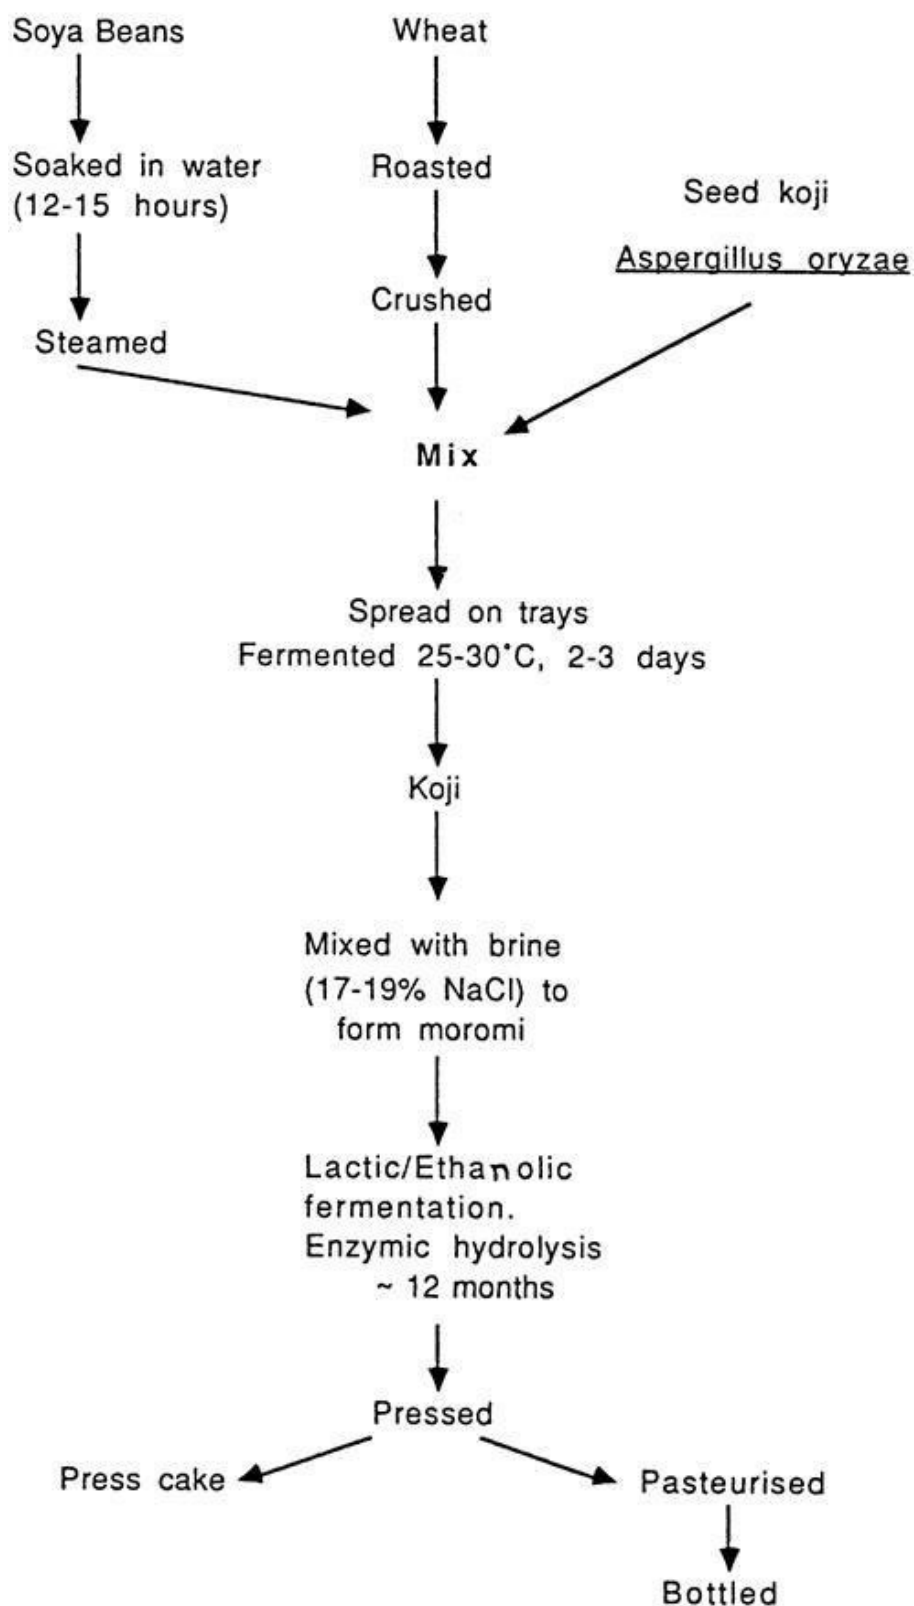 Soya Beans
Wheat
Soaked in water
(12-15 hours)
Roasted
Seed koji
Aspergillus oryzae
Crushed
Steamed
Mix
Spread on trays
Fermented 25-30°C, 2-3 days
Koji
Mixed with brine
(17-19% NaCl) to
form moromi
Lactic/Ethanolic
fermentation.
Enzymic hydrolysis
~ 12 months
Pressed
Press cake
Pasteurised
Bottled